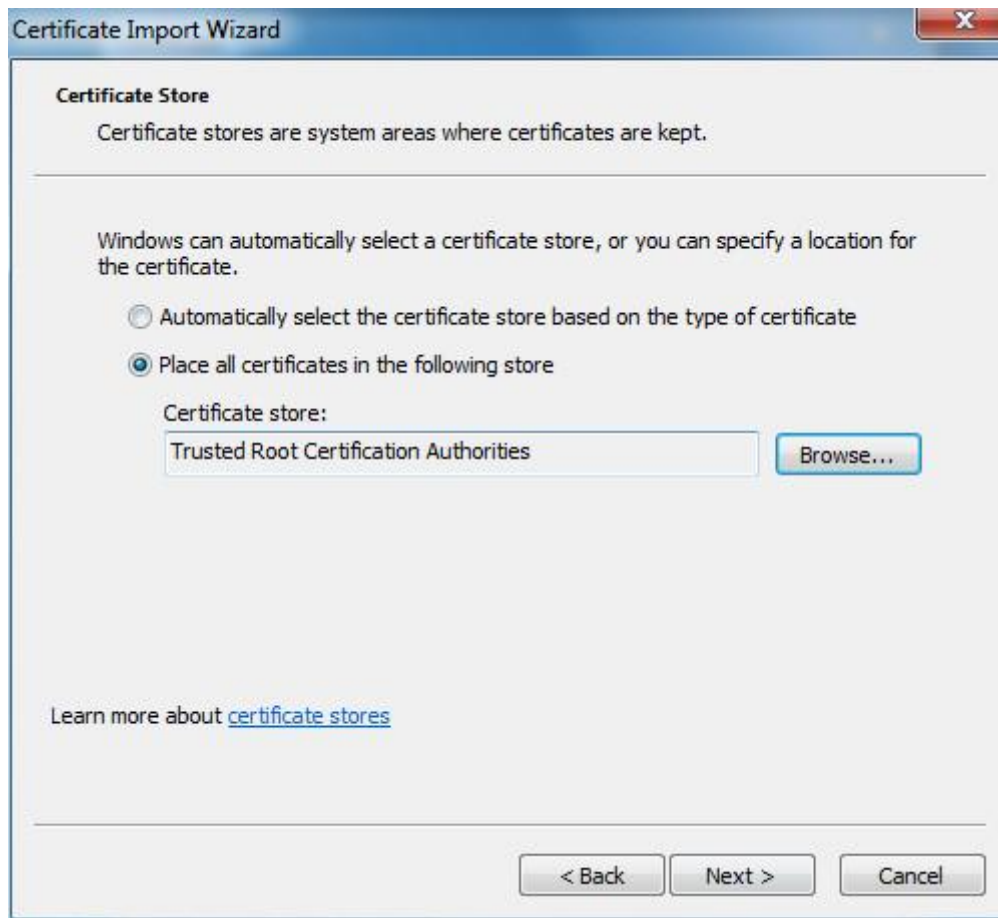 Certificate Import Wizard
Certificate Store
Certificate stores are system areas where certificates are kept.
Windows can automatically select a certificate store, or you can specify a location for
the certificate.
Automatically select the certificate store based on the type of certificate
Place all certificates in the following store
Certificate store:
Trusted Root Certification Authorities
Browse...
Learn more about certificate stores
< Back
Next >
Cancel